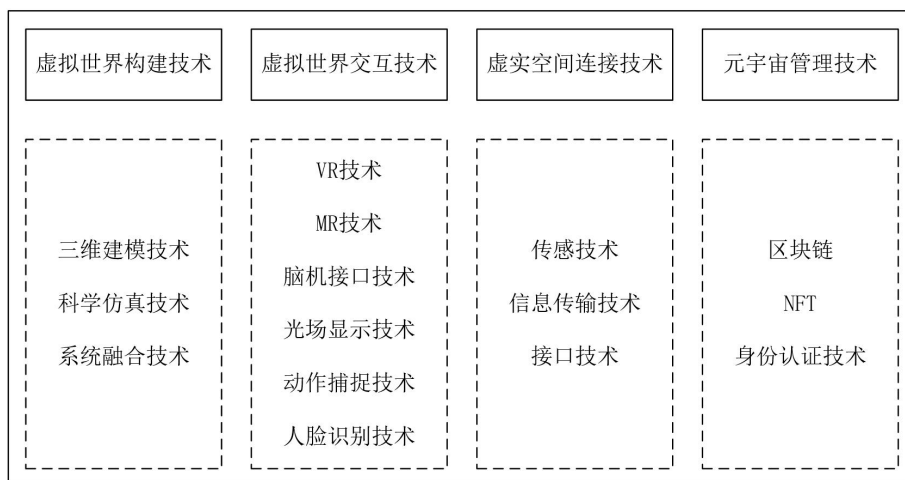 虚拟世界构建技术
虚拟世界交互技术
虚实空间连接技术
元宇宙管理技术
三维建模技术
科学仿真技术
系统融合技术
VR技术
MR技术
脑机接口技术
光场显示技术
动作捕捉技术
人脸识别技术
传感技术
信息传输技术
接口技术
区块链
NFT
身份认证技术